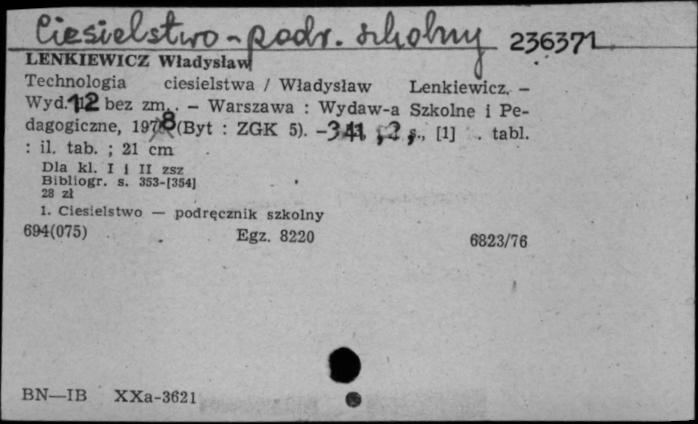 Ciesielstwo - podr. szkolny 236371
LENKIEWICZ Władysław
Technologia ciesielstwa / Władysław Lenkiewicz. –
Wyd. 12 bez zm. . – Warszawa : Wydaw-a Szkolne i Pe-
dagogiczne, 1978 (Byt : ZGK 5). – s., [1] . tabl.
: il. tab. ; 21 cm
Dla kl. I i II zsz
Bibliogr. s. 353-[354]
28 zł
1. Ciesielstwo — podręcznik szkolny
694(075) Egz. 8220 6823/76
BN—IB XXa-3621